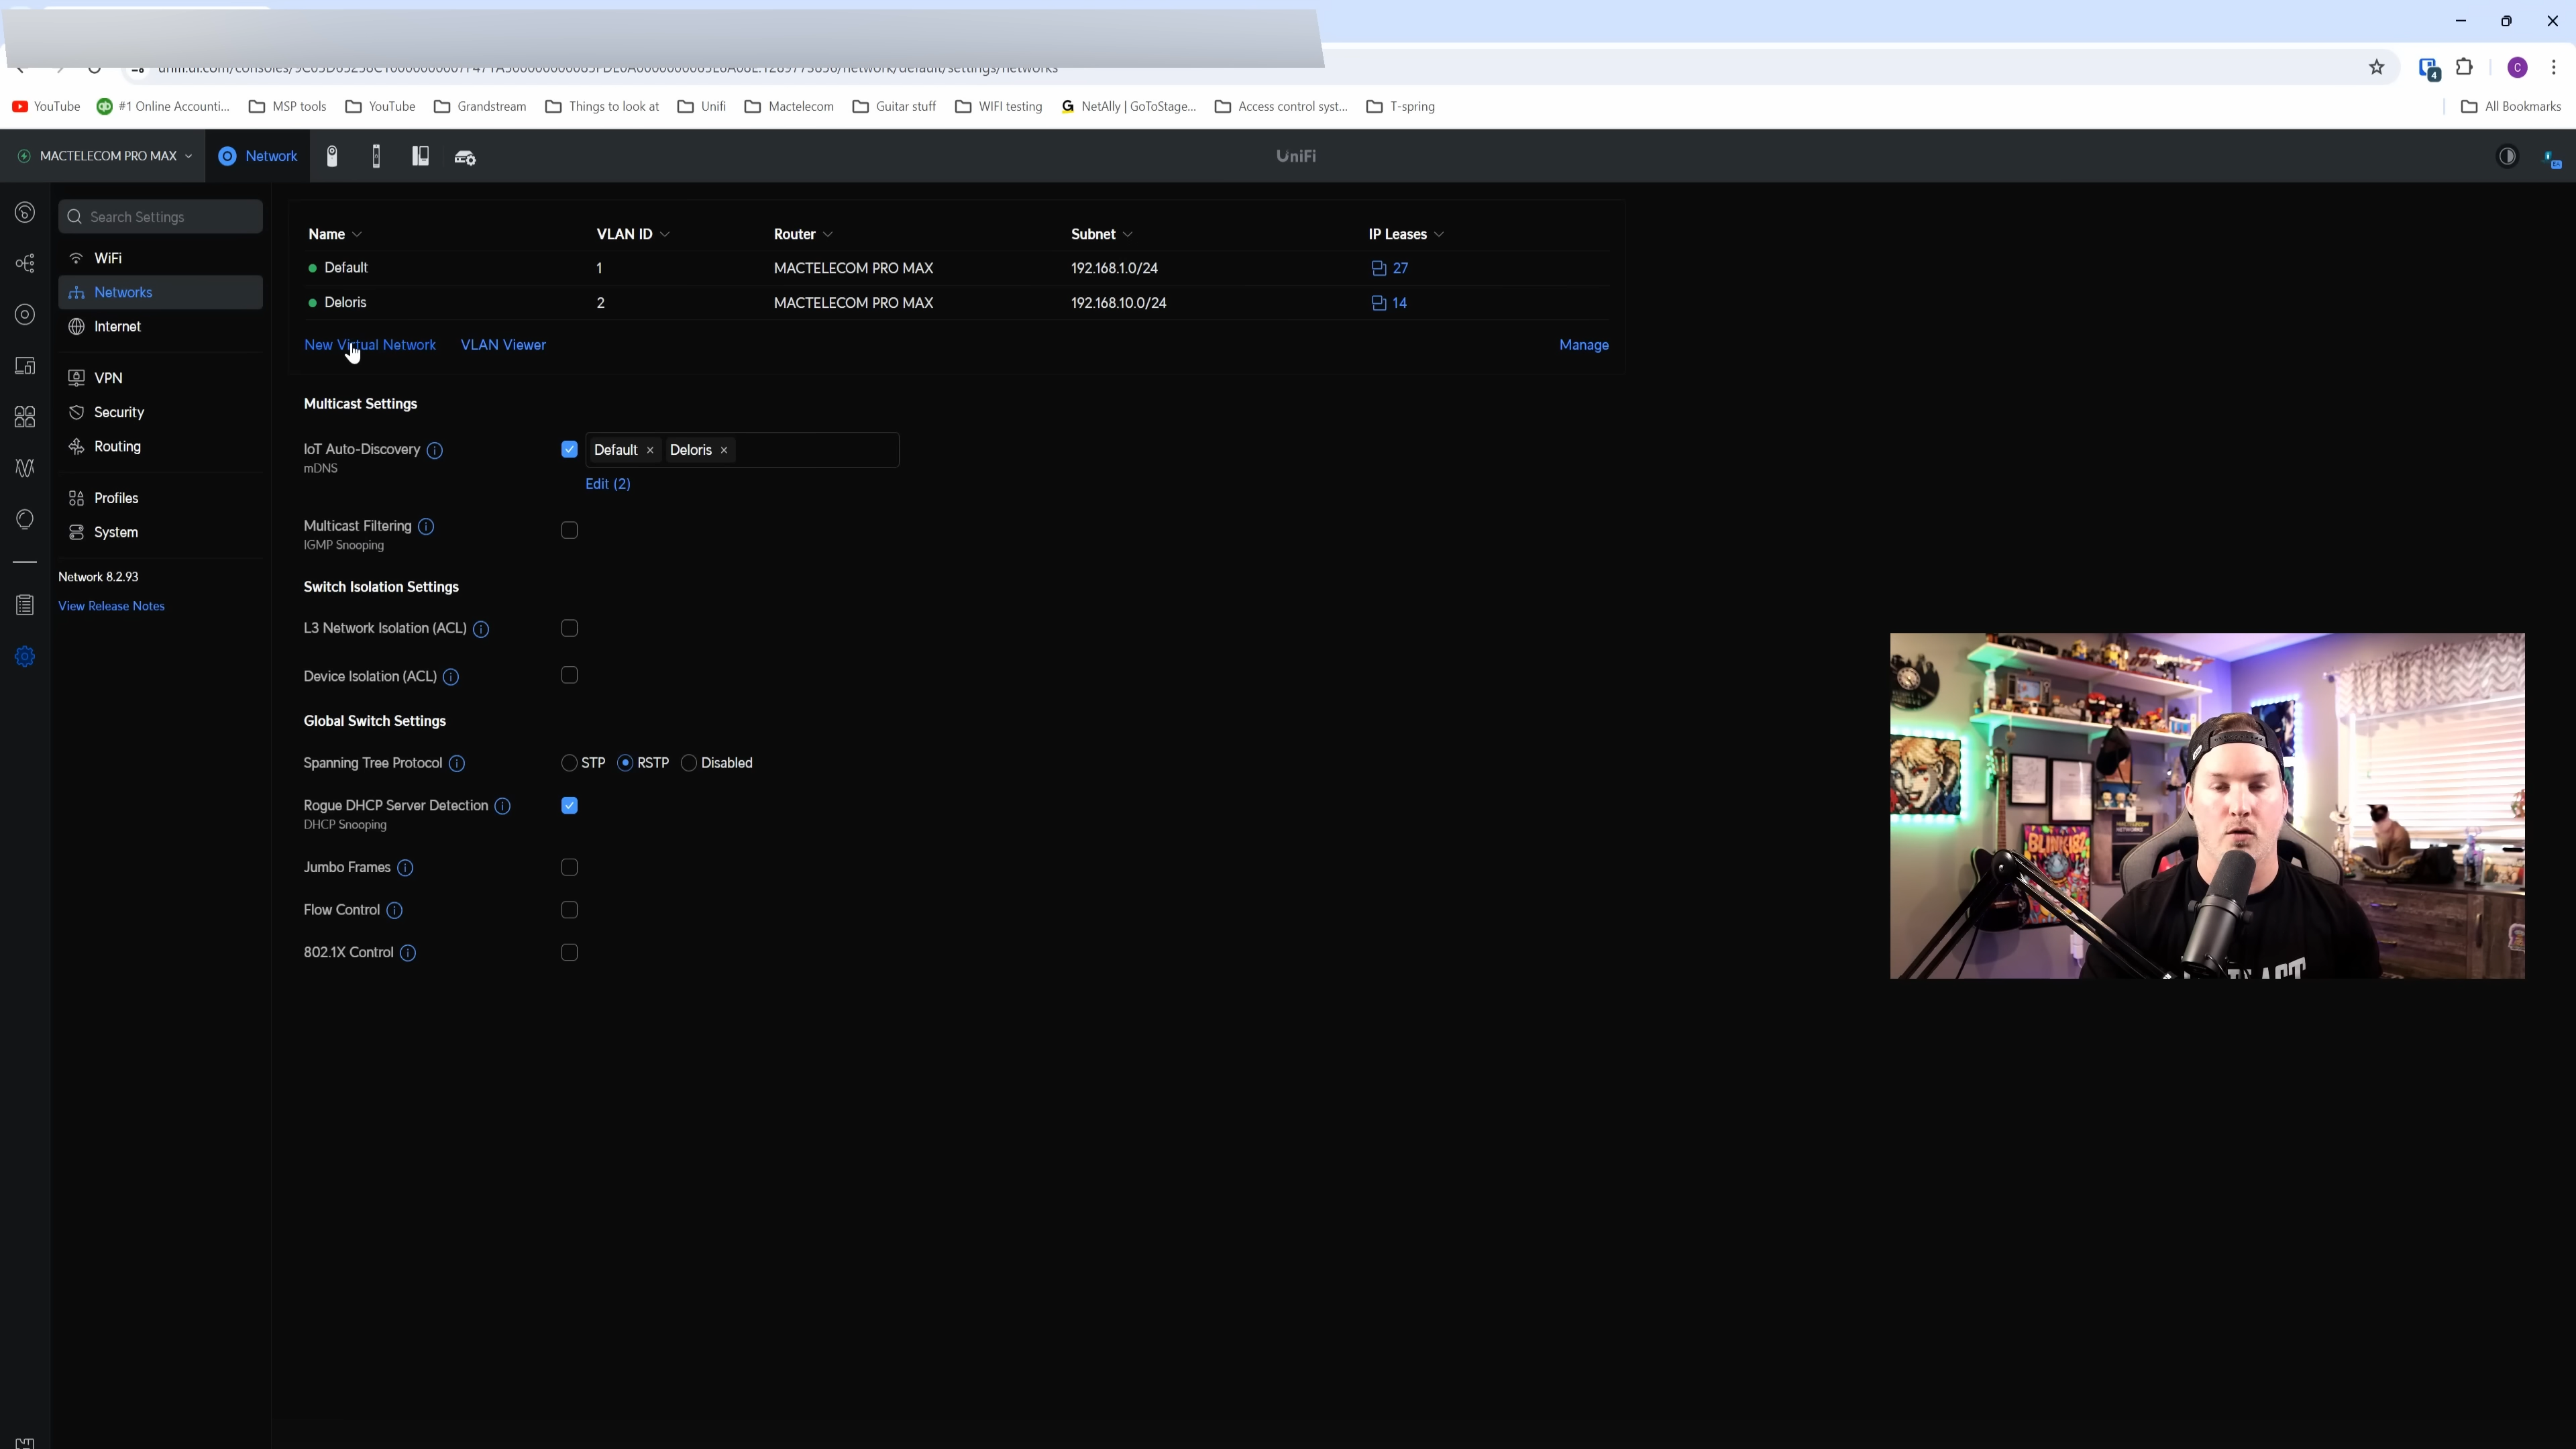 YouTube #1 Online Accounti... MSP tools YouTube Grandstream Things to look at Unifi Mactelecom Guitar stuff WIFI testing NetAlly | GoToStage... Access control syst... T-spring All Bookmarks
MACTELECOM PRO MAX Network UniFi
Search Settings
WiFi
Networks
Internet
VPN
Security
Routing
Profiles
System
Network 8.2.93
View Release Notes
Name VLAN ID Router Subnet IP Leases
Default 1 MACTELECOM PRO MAX 192.168.1.0/24 27
Deloris 2 MACTELECOM PRO MAX 192.168.10.0/24 14
New Virtual Network VLAN Viewer Manage
Multicast Settings
IoT Auto-Discovery Default Deloris
mDNS
Edit (2)
Multicast Filtering
IGMP Snooping
Switch Isolation Settings
L3 Network Isolation (ACL)
Device Isolation (ACL)
Global Switch Settings
Spanning Tree Protocol STP RSTP Disabled
Rogue DHCP Server Detection
DHCP Snooping
Jumbo Frames
Flow Control
802.1X Control
BLINK182